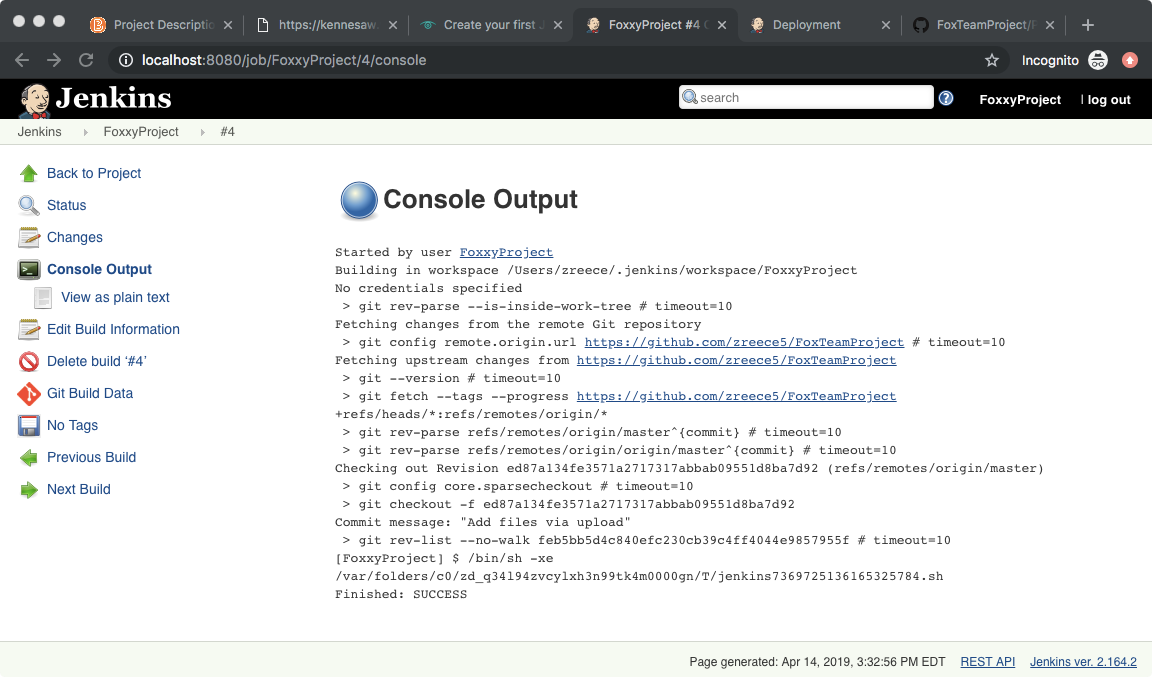 Project Descriptio
https://kennesaw.
Create your first J
FoxxyProject #4 C
Deployment
FoxTeamProject/F
localhost:8080/job/FoxxyProject/4/console
Incognito
Jenkins
search
FoxxyProject
| log out
Jenkins
FoxxyProject
#4
Back to Project
Status
Changes
Console Output
View as plain text
Edit Build Information
Delete build ‘#4’
Git Build Data
No Tags
Previous Build
Next Build
Console Output
Started by user FoxxyProject
Building in workspace /Users/zreece/.jenkins/workspace/FoxxyProject
No credentials specified
> git rev-parse --is-inside-work-tree # timeout=10
Fetching changes from the remote Git repository
> git config remote.origin.url https://github.com/zreece5/FoxTeamProject # timeout=10
Fetching upstream changes from https://github.com/zreece5/FoxTeamProject
> git --version # timeout=10
> git fetch --tags --progress https://github.com/zreece5/FoxTeamProject
+refs/heads/*:refs/remotes/origin/*
> git rev-parse refs/remotes/origin/master^{commit} # timeout=10
> git rev-parse refs/remotes/origin/origin/master^{commit} # timeout=10
Checking out Revision ed87a134fe3571a2717317abbab09551d8ba7d92 (refs/remotes/origin/master)
> git config core.sparsecheckout # timeout=10
> git checkout -f ed87a134fe3571a2717317abbab09551d8ba7d92
Commit message: "Add files via upload"
> git rev-list --no-walk feb5bb5d4c840efc230cb39c4ff4044e9857955f # timeout=10
[FoxxyProject] $ /bin/sh -xe
/var/folders/c0/zd_q34l94zvcylxh3n99tk4m0000gn/T/jenkins7369725136165325784.sh
Finished: SUCCESS
Page generated: Apr 14, 2019, 3:32:56 PM EDT
REST API
Jenkins ver. 2.164.2